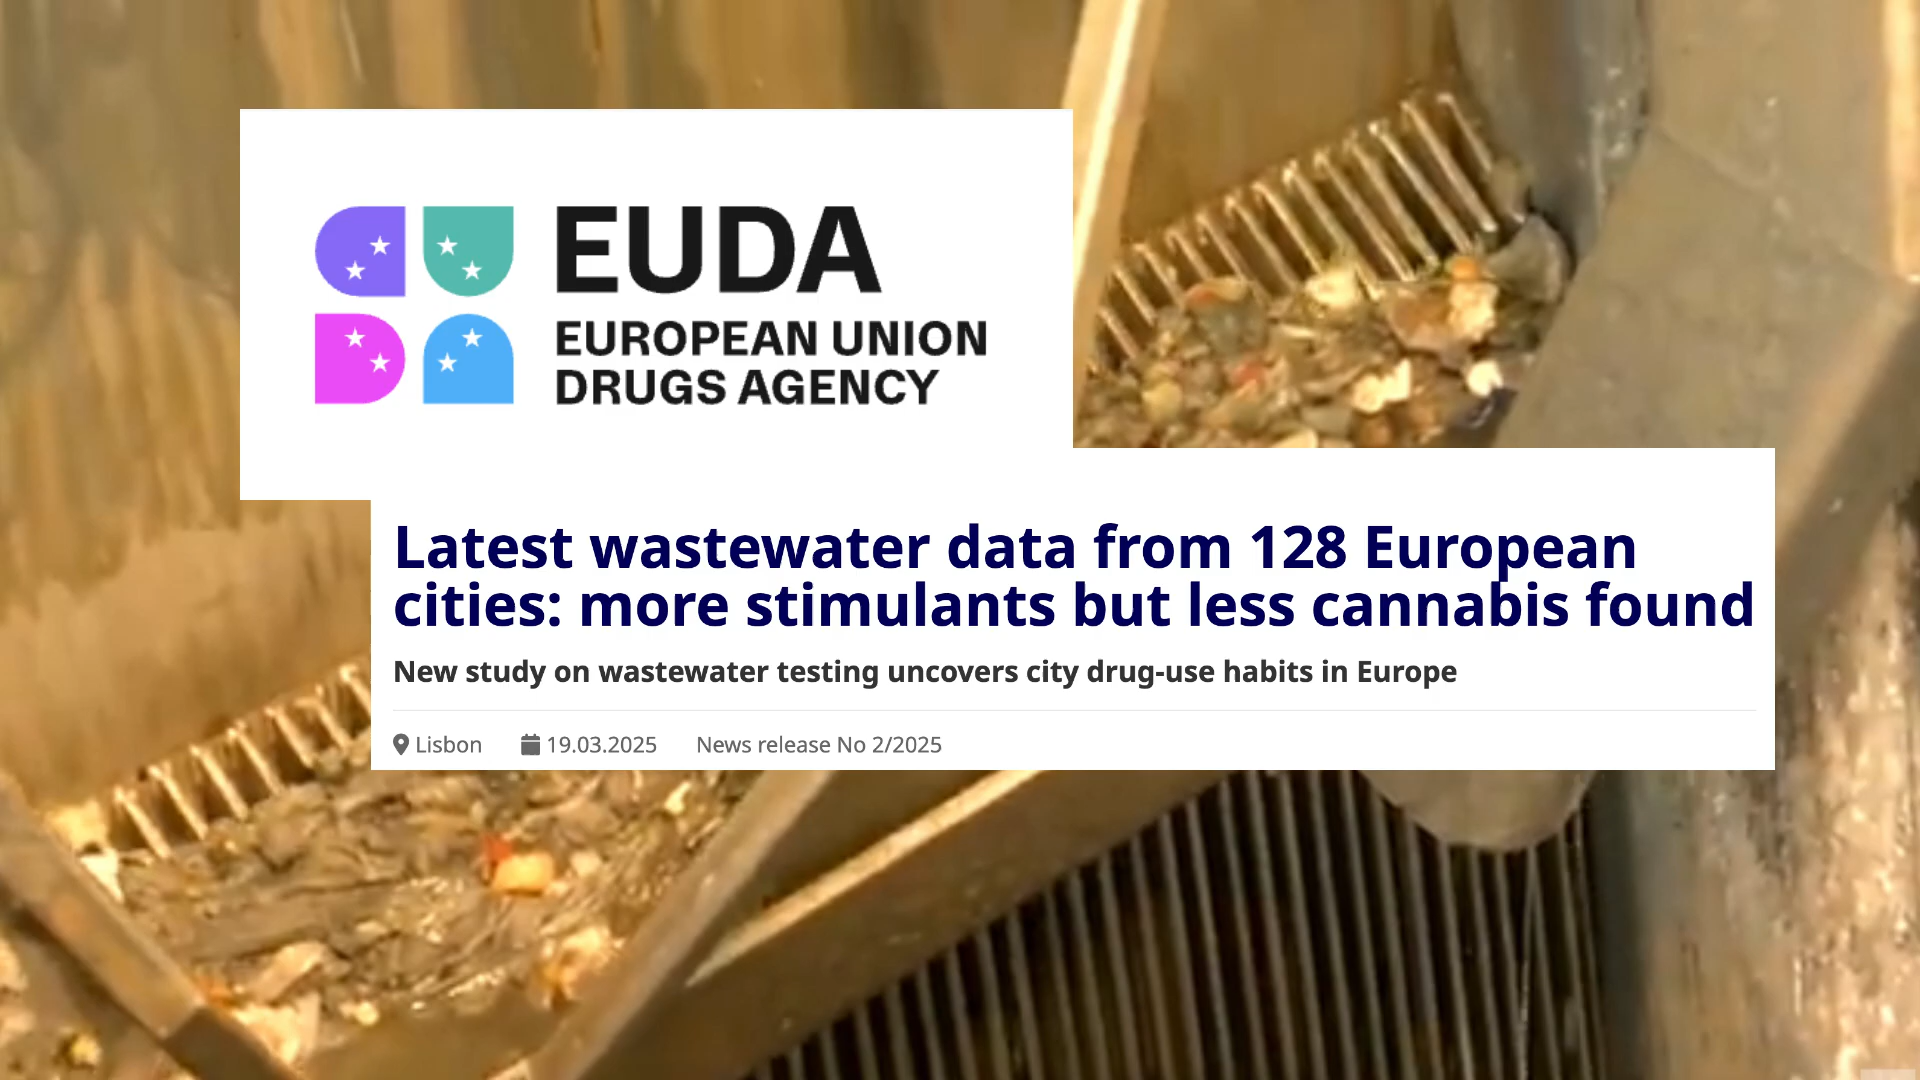 EUDA
EUROPEAN UNION
DRUGS AGENCY
Latest wastewater data from 128 European
cities: more stimulants but less cannabis found
New study on wastewater testing uncovers city drug-use habits in Europe
Lisbon 19.03.2025 News release No 2/2025